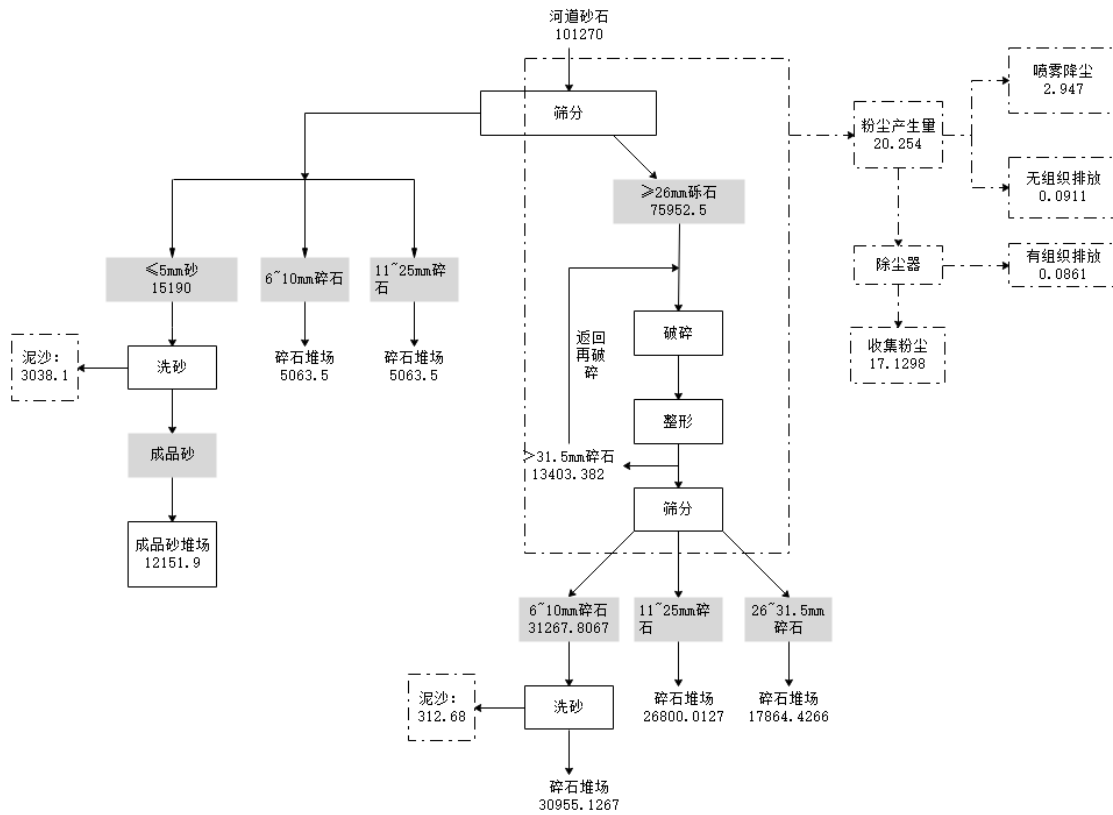 河道砂石
101270
筛分
粉尘产生量
20.254
喷雾降尘
2.947
无组织排放
0.0911
≥26mm砾石
75952.5
≤5mm砂
15190
6~10mm碎石
11~25mm碎
石
除尘器
有组织排放
0.0861
收集粉尘
17.1298
泥沙：
3038.1
洗砂
碎石堆场
5063.5
碎石堆场
5063.5
返回
再破
碎
破碎
整形
成品砂
>31.5mm碎石
13403.382
筛分
成品砂堆场
12151.9
6~10mm碎石
31267.8067
11~25mm碎
石
26~31.5mm
碎石
泥沙：
312.68
洗砂
碎石堆场
26800.0127
碎石堆场
17864.4266
碎石堆场
30955.1267